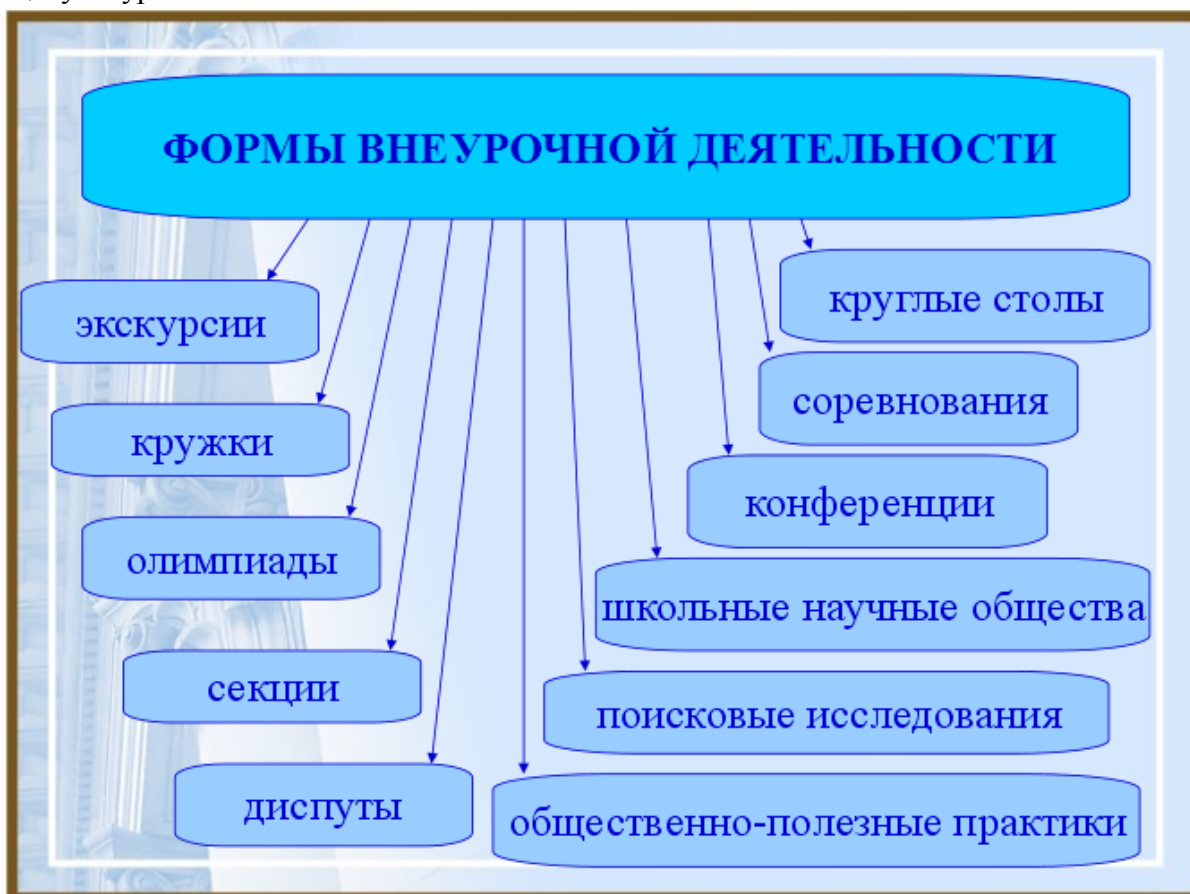 ФОРМЫ ВНЕУРОЧНОЙ ДЕЯТЕЛЬНОСТИ
экскурсии
кружки
олимпиады
секции
диспуты
круглые столы
соревнования
конференции
школьные научные общества
поисковые исследования
общественно-полезные практики